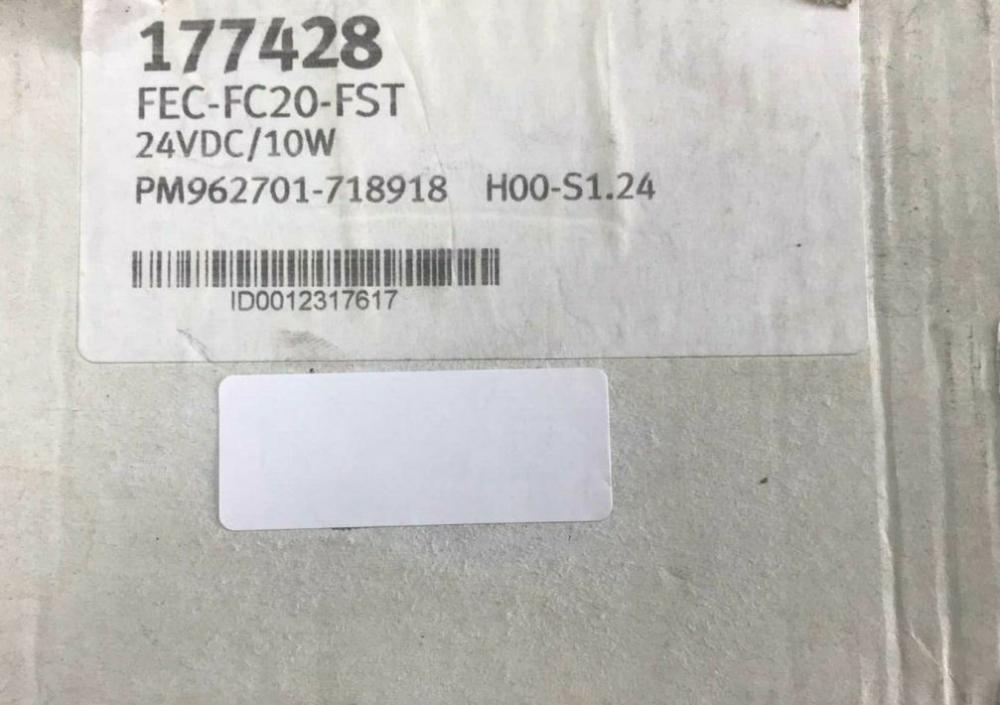 177428
FEC-FC20-FST
24VDC/10W
PM962701-718918 H00-S1.24
ID0012317617